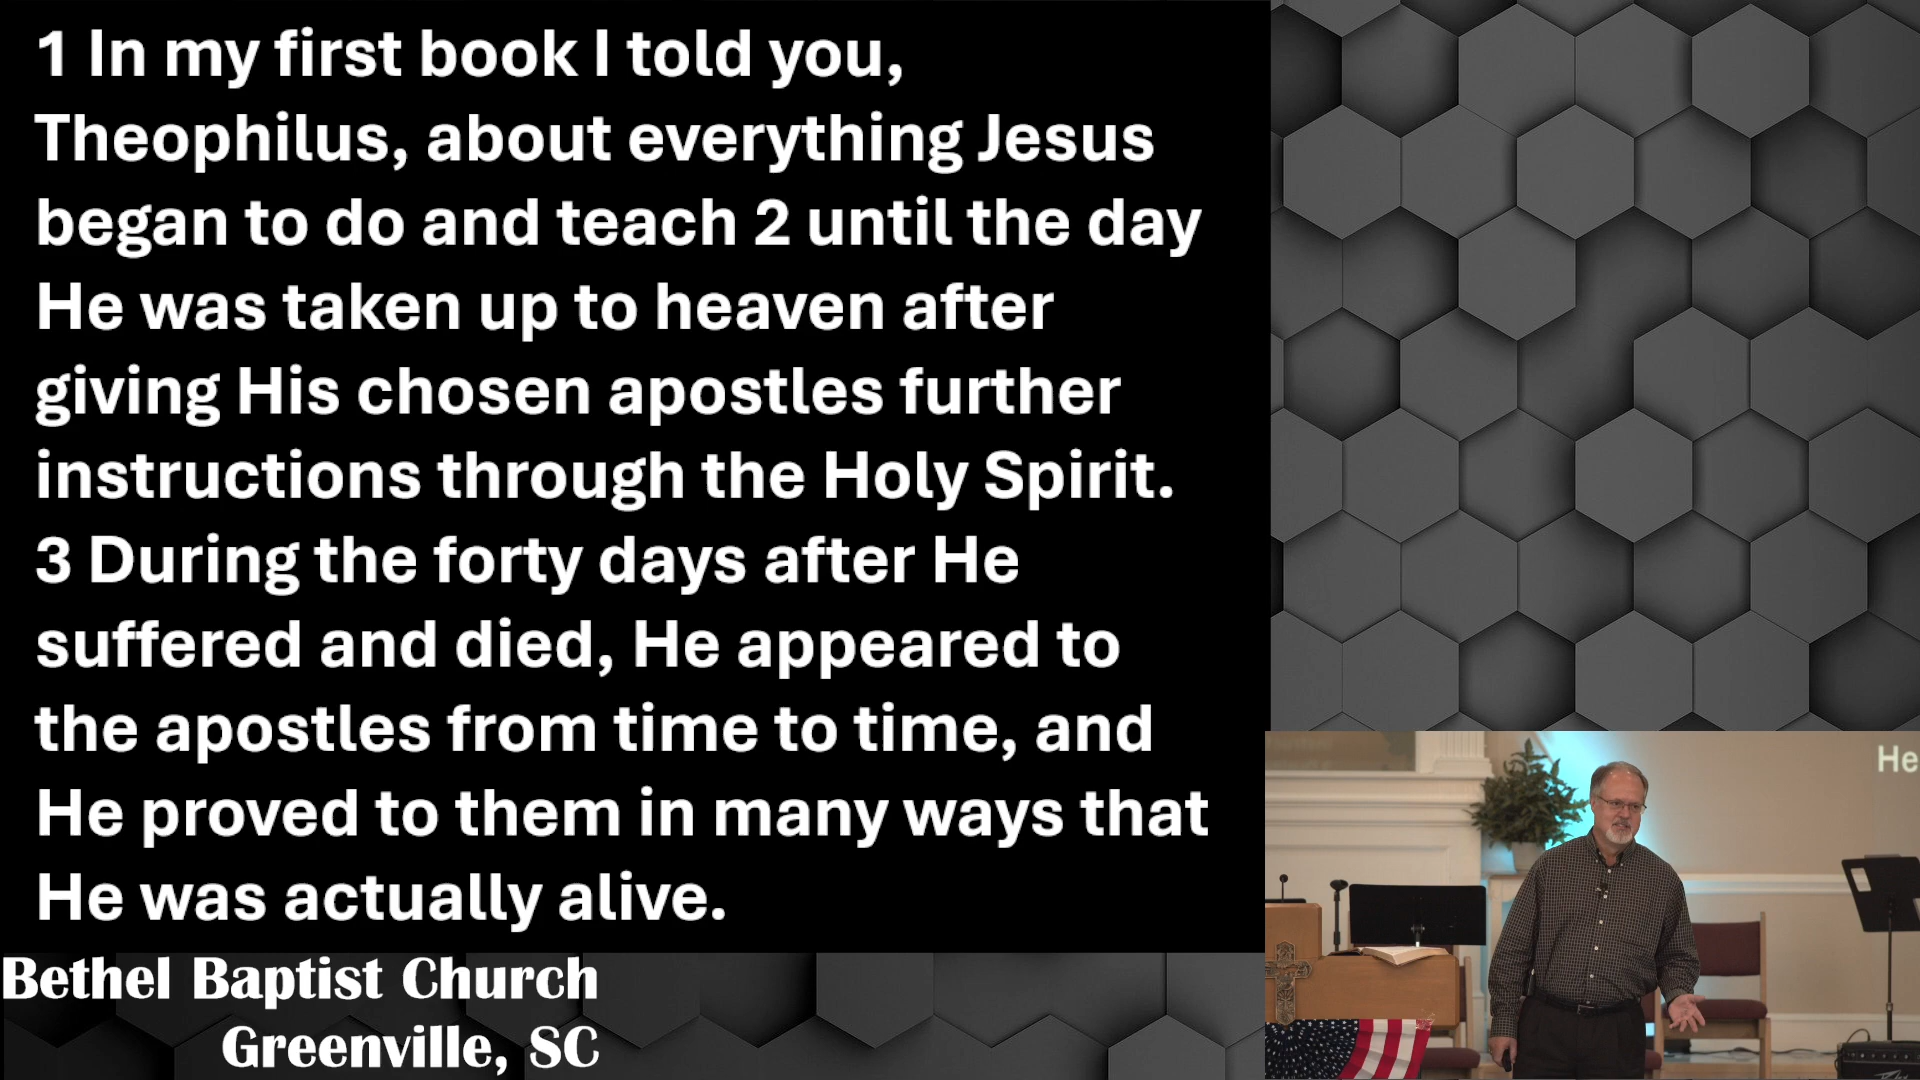 1 In my first book I told you,
Theophilus, about everything Jesus
began to do and teach 2 until the day
He was taken up to heaven after
giving His chosen apostles further
instructions through the Holy Spirit.
3 During the forty days after He
suffered and died, He appeared to
the apostles from time to time, and
He proved to them in many ways that
He was actually alive.
Bethel Baptist Church
Greenville, SC
He